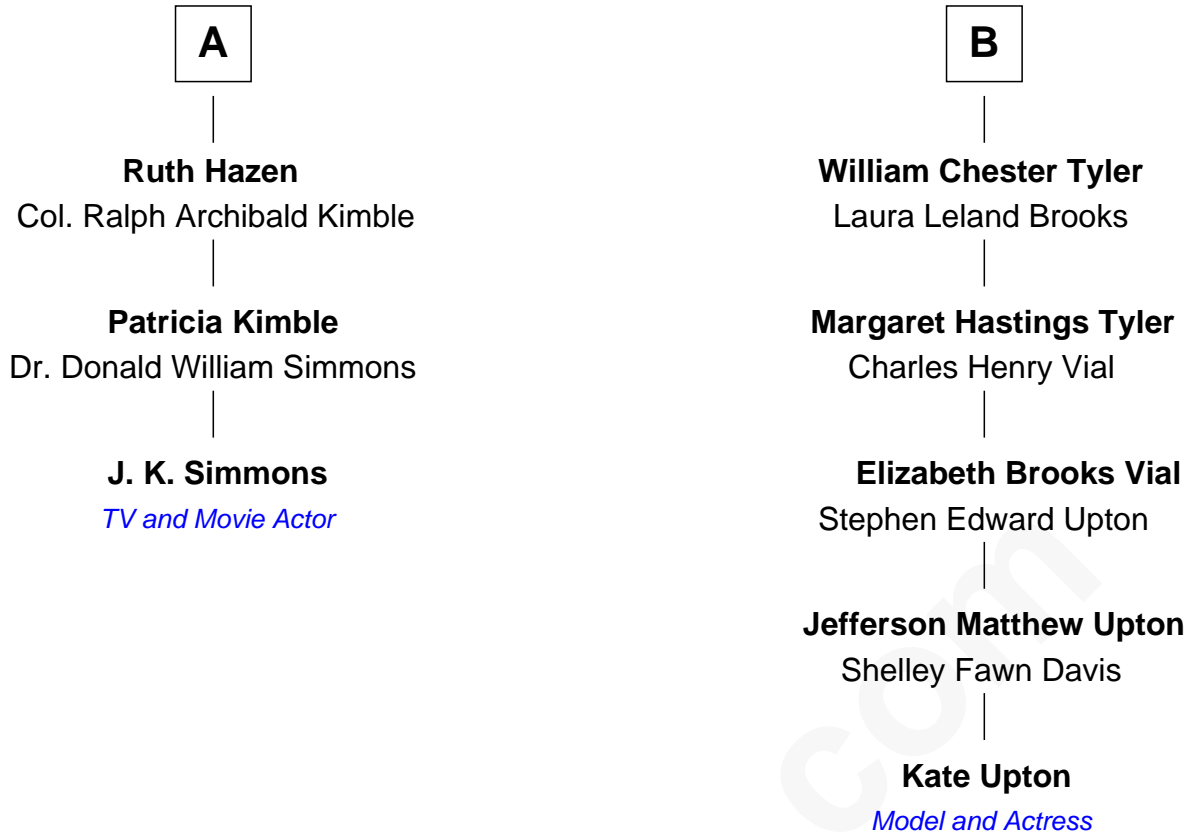 A
Ruth Hazen
Col. Ralph Archibald Kimble
Patricia Kimble
Dr. Donald William Simmons
J. K. Simmons
TV and Movie Actor
B
William Chester Tyler
Laura Leland Brooks
Margaret Hastings Tyler
Charles Henry Vial
Elizabeth Brooks Vial
Stephen Edward Upton
Jefferson Matthew Upton
Shelley Fawn Davis
Kate Upton
Model and Actress
com